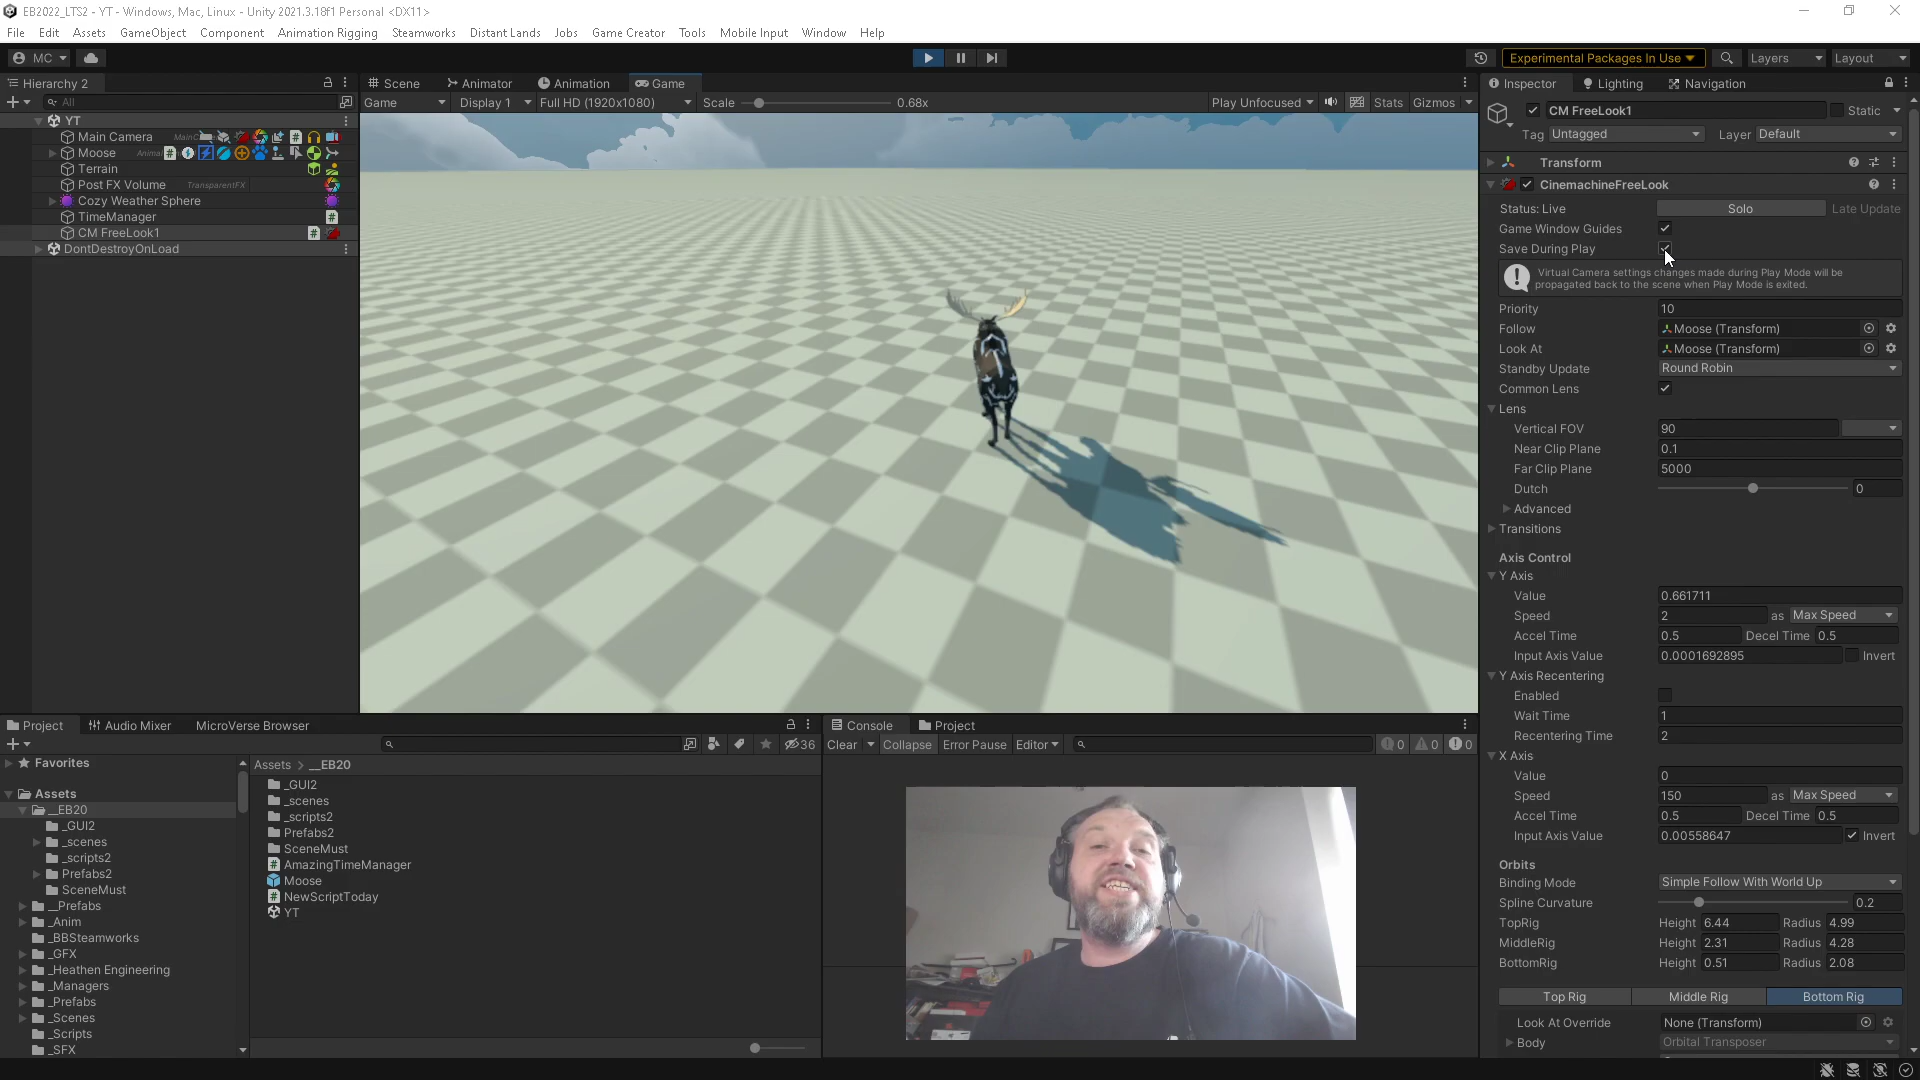 EB2022_LTS2 - YT - Windows, Mac, Linux - Unity 2021.3.18f1 Personal <DX11>
File Edit Assets GameObject Component Animation Rigging Steamworks Distant Lands Jobs Game Creator Tools Mobile Input Window Help
MC Experimental Packages In Use Layers Layout
Hierarchy 2
All
YT
Main Camera
Moose
Terrain
Post FX Volume TransparentFX
Cozy Weather Sphere
TimeManager
CM FreeLook1
DontDestroyOnLoad
Scene Animator Animation Game
Game Display 1 Full HD (1920x1080) Scale 0.68x Play Unfocused Stats Gizmos
Inspector Lighting Navigation
CM FreeLook1 Static
Tag Untagged Layer Default
Transform
CinemachineFreeLook
Status: Live Solo Late Update
Game Window Guides
Save During Play
Virtual Camera settings changes made during Play Mode will be
propagated back to the scene when Play Mode is exited.
Priority 10
Follow Moose (Transform)
Look At Moose (Transform)
Standby Update Round Robin
Common Lens
Lens
Vertical FOV 90
Near Clip Plane 0.1
Far Clip Plane 5000
Dutch 0
Advanced
Transitions
Axis Control
Y Axis
Value 0.661711
Speed 2 as Max Speed
Accel Time 0.5 Decel Time 0.5
Input Axis Value 0.0001692895 Invert
Y Axis Recentering
Enabled
Wait Time 1
Recentering Time 2
X Axis
Value 0
Speed 150 as Max Speed
Accel Time 0.5 Decel Time 0.5
Input Axis Value 0.00558647 Invert
Orbits
Binding Mode Simple Follow With World Up
Spline Curvature 0.2
TopRig Height 6.44 Radius 4.99
MiddleRig Height 2.31 Radius 4.28
BottomRig Height 0.51 Radius 2.08
Top Rig Middle Rig Bottom Rig
Look At Override None (Transform)
Body Orbital Transposer
Project Audio Mixer MicroVerse Browser
36
Favorites
Assets
__EB20
_GUI2
_scenes
_scripts2
Prefabs2
SceneMust
__Prefabs
_Anim
_BBSteamworks
_GFX
_Heathen Engineering
_Managers
_Prefabs
_Scenes
_Scripts
_SFX
Assets > __EB20
_GUI2
_scenes
_scripts2
Prefabs2
SceneMust
AmazingTimeManager
Moose
NewScriptToday
YT
Console Project
Clear Collapse Error Pause Editor 0 0 0